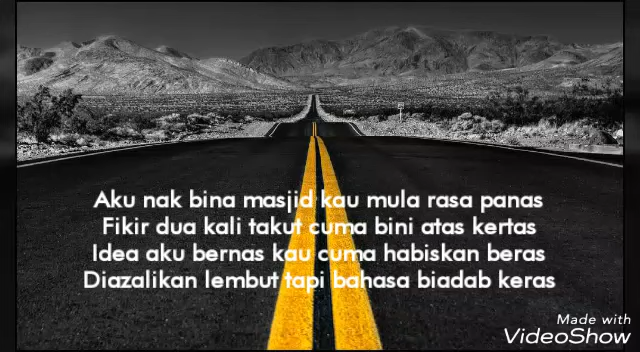 Aku nak bina masjid kau mula rasa panas
Fikir dua kali takut cuma bini atas kertas
Idea aku bernas kau cuma habiskan beras
Diazalikan lembut tapi bahasa biadab keras
Made with
VideoShow